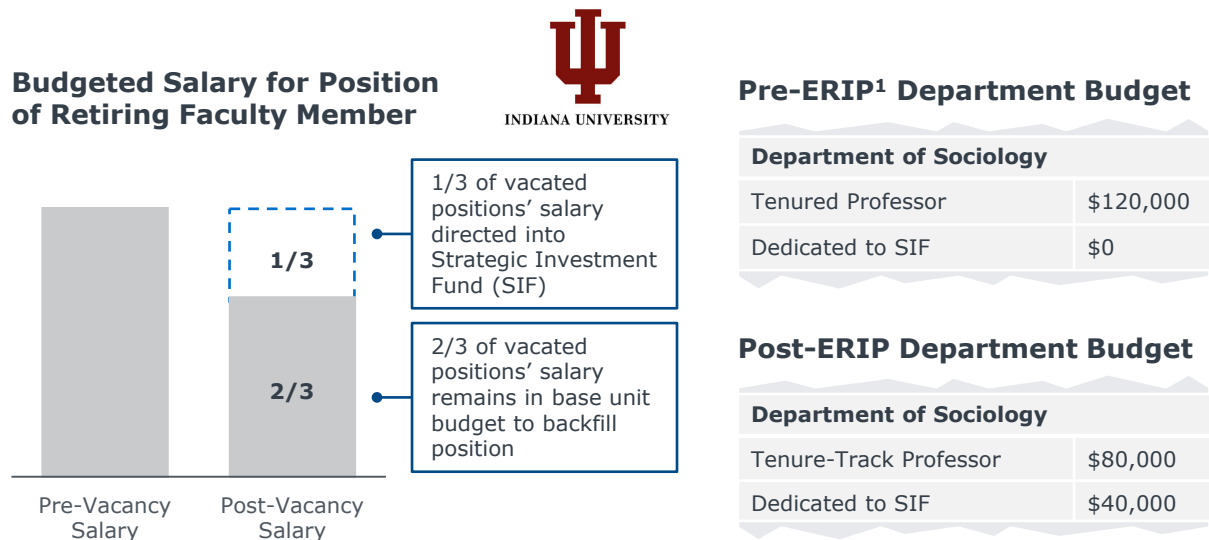 Budgeted Salary for Position
of Retiring Faculty Member
INDIANA UNIVERSITY
1/3
2/3
Pre-Vacancy
Salary
Post-Vacancy
Salary
1/3 of vacated
positions’ salary
directed into
Strategic Investment
Fund (SIF)
2/3 of vacated
positions’ salary
remains in base unit
budget to backfill
position
Pre-ERIP¹ Department Budget
Department of Sociology
Tenured Professor $120,000
Dedicated to SIF $0
Post-ERIP Department Budget
Department of Sociology
Tenure-Track Professor $80,000
Dedicated to SIF $40,000